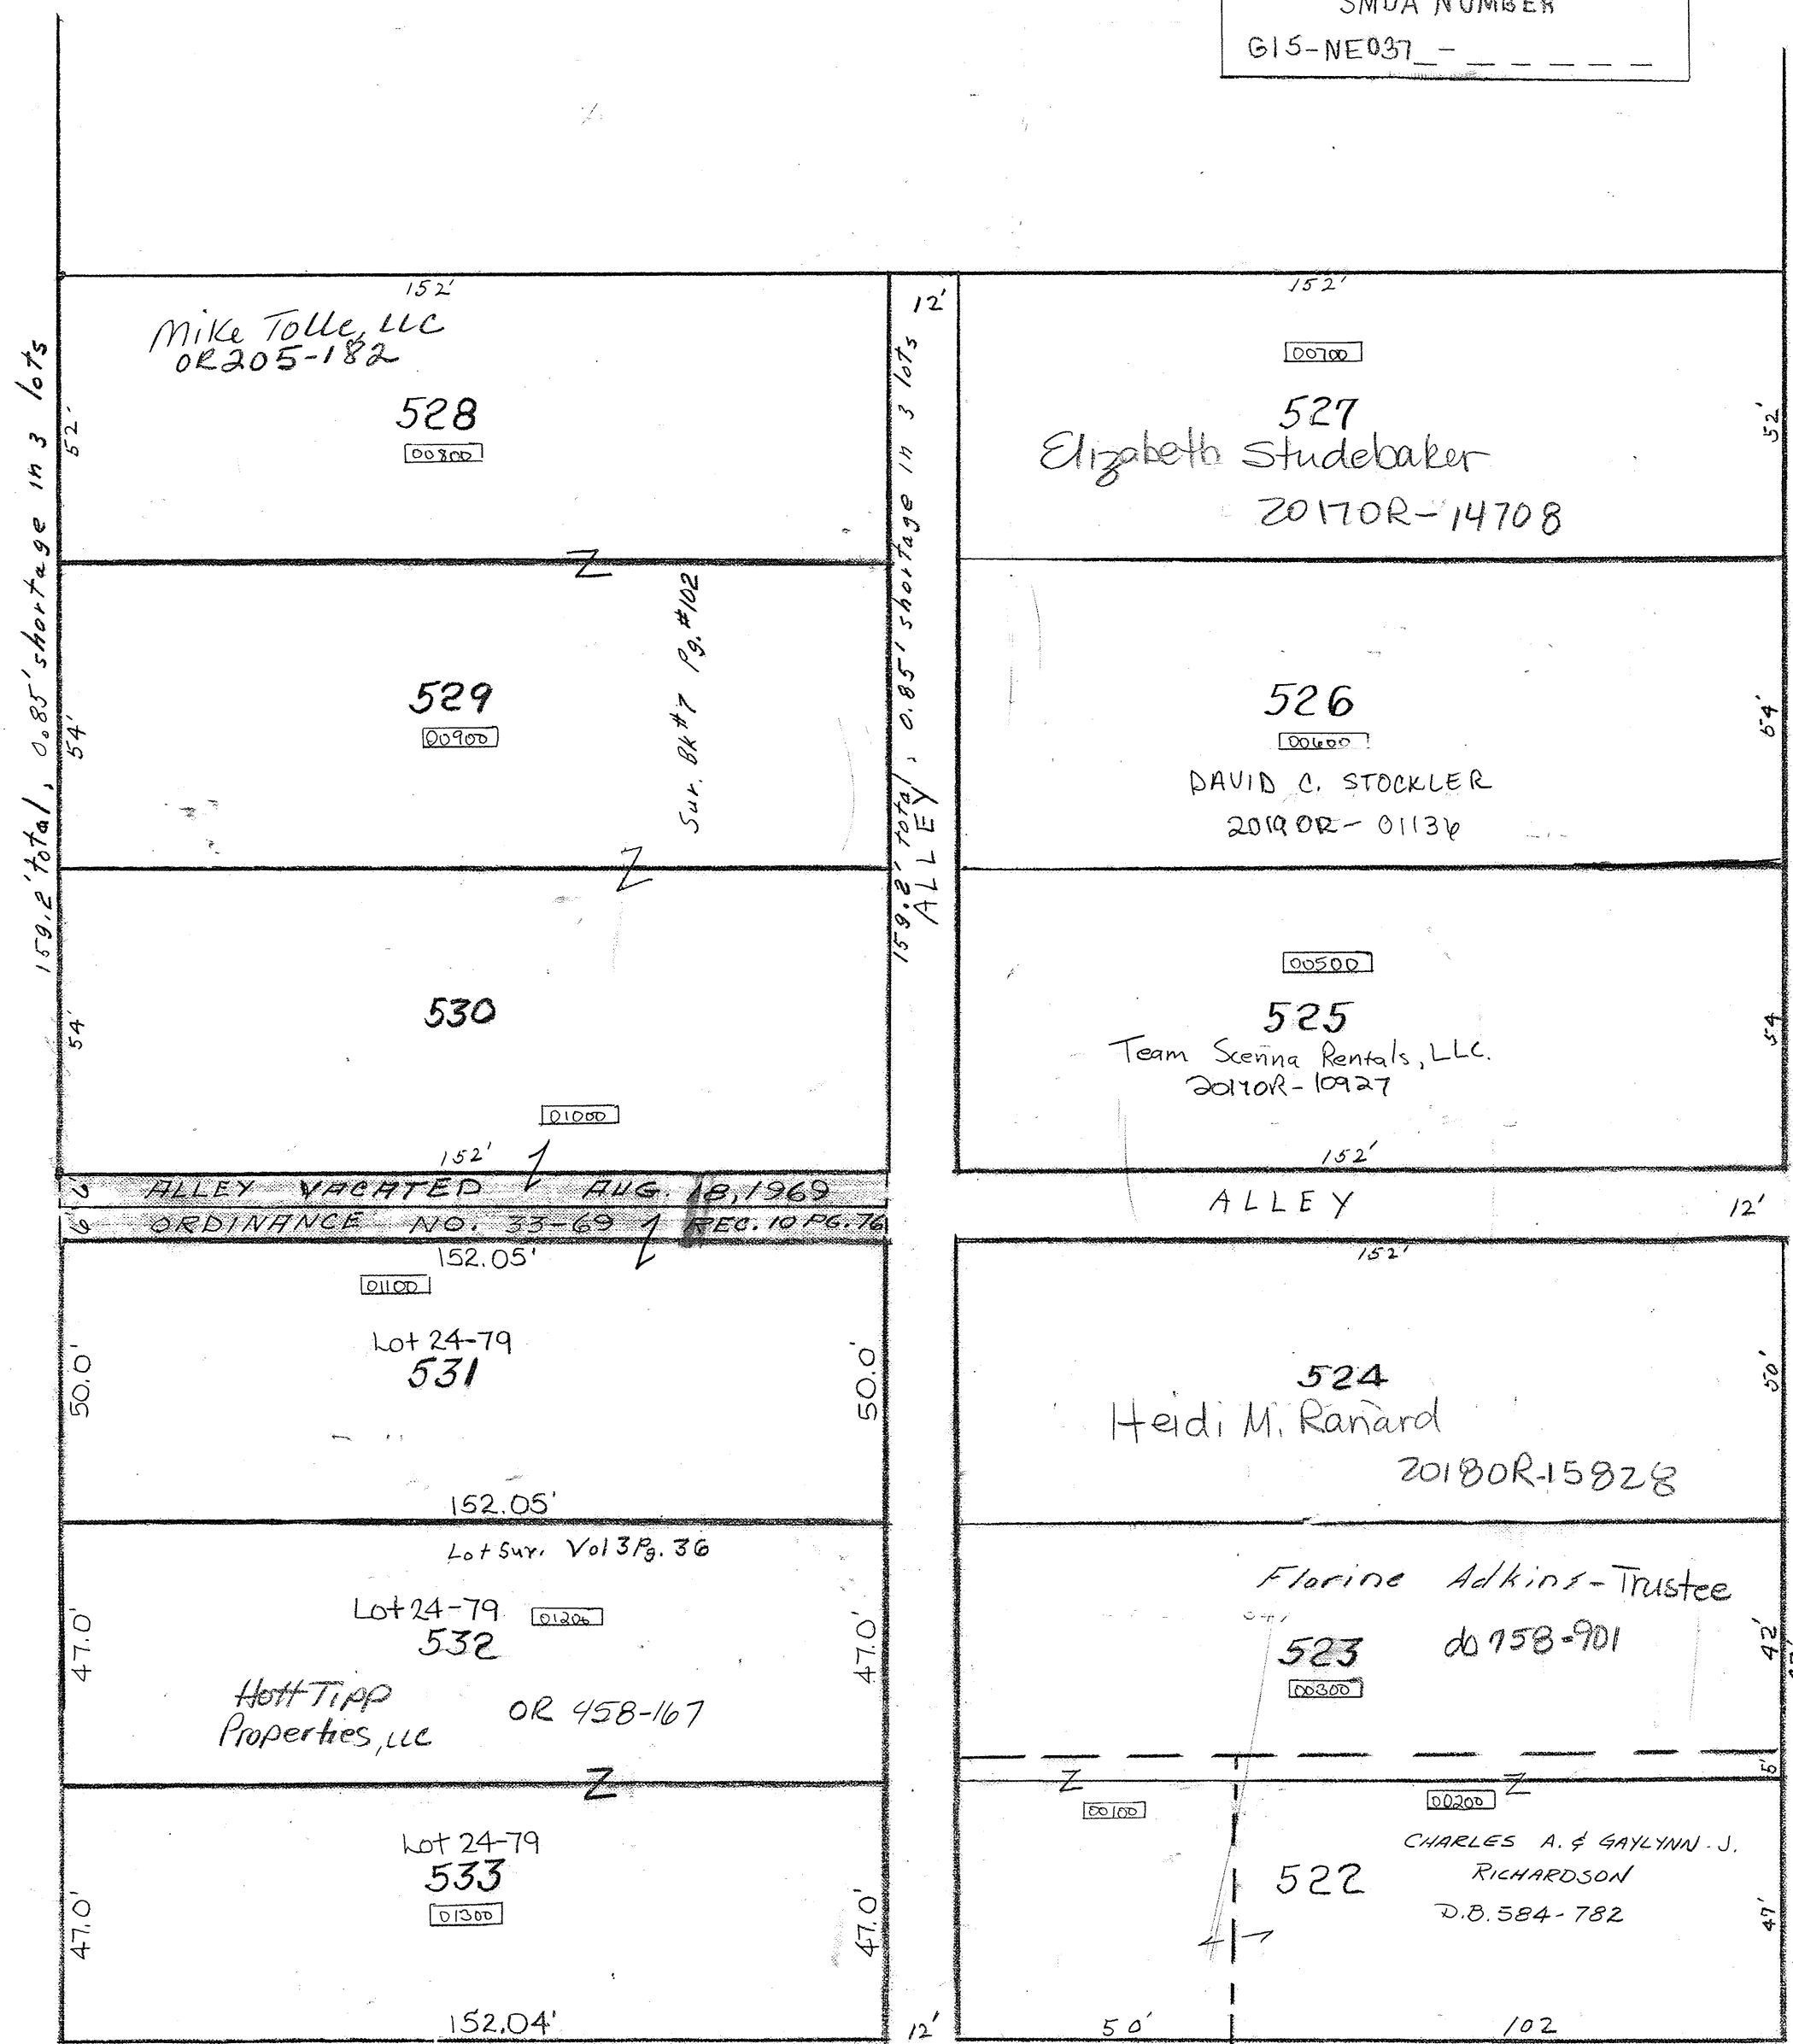 SMDA NUMBER
G15-NE037_-_ _ _ _ _
152'
Mike Tolle, LLC
OR205-182
528
00800
52'
159.2' total, 0.85' shortage in 3 lots
529
00900
54'
Sur. Bk#7 Pg.#102
530
54'
01000
152'
6' ALLEY VACATED AUG. 18, 1969
6' ORDINANCE NO. 33-69 REC. 10 PG. 76
152.05'
01100
Lot 24-79
531
50.0'
50.0'
152.05'
Lot Sur. Vol 3 Pg. 36
Lot 24-79
01200
532
47.0'
47.0'
Hott Tipp
Properties, LLC
OR 458-167
Lot 24-79
533
01300
47.0'
47.0'
152.04'
12'
159.2' total, 0.85' shortage in 3 lots
ALLEY
12'
152'
00700
527
52'
Elizabeth Studebaker
2017OR-14708
526
00600
54'
DAVID C. STOCKLER
2019OR-01136
00500
525
54
Team Scenna Rentals, LLC.
2017OR-10927
152'
ALLEY
12'
152'
524
50'
Heidi M. Ranard
2018OR-15828
Florine Adkins-Trustee
523
db 758-901
00300
42'
5'
00100
00200
CHARLES A. & GAYLYNN J.
RICHARDSON
522
D.B. 584-782
47'
50'
102